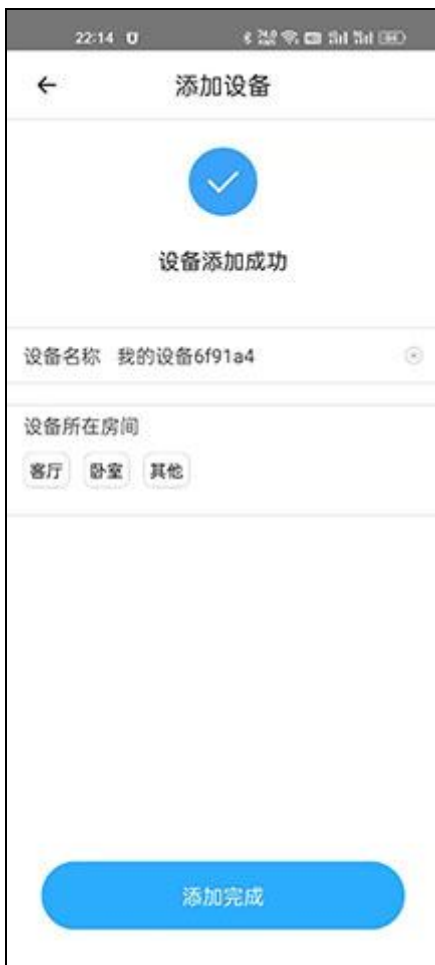 22:14
添加设备
设备添加成功
设备名称 我的设备6f91a4
设备所在房间
客厅 卧室 其他
添加完成